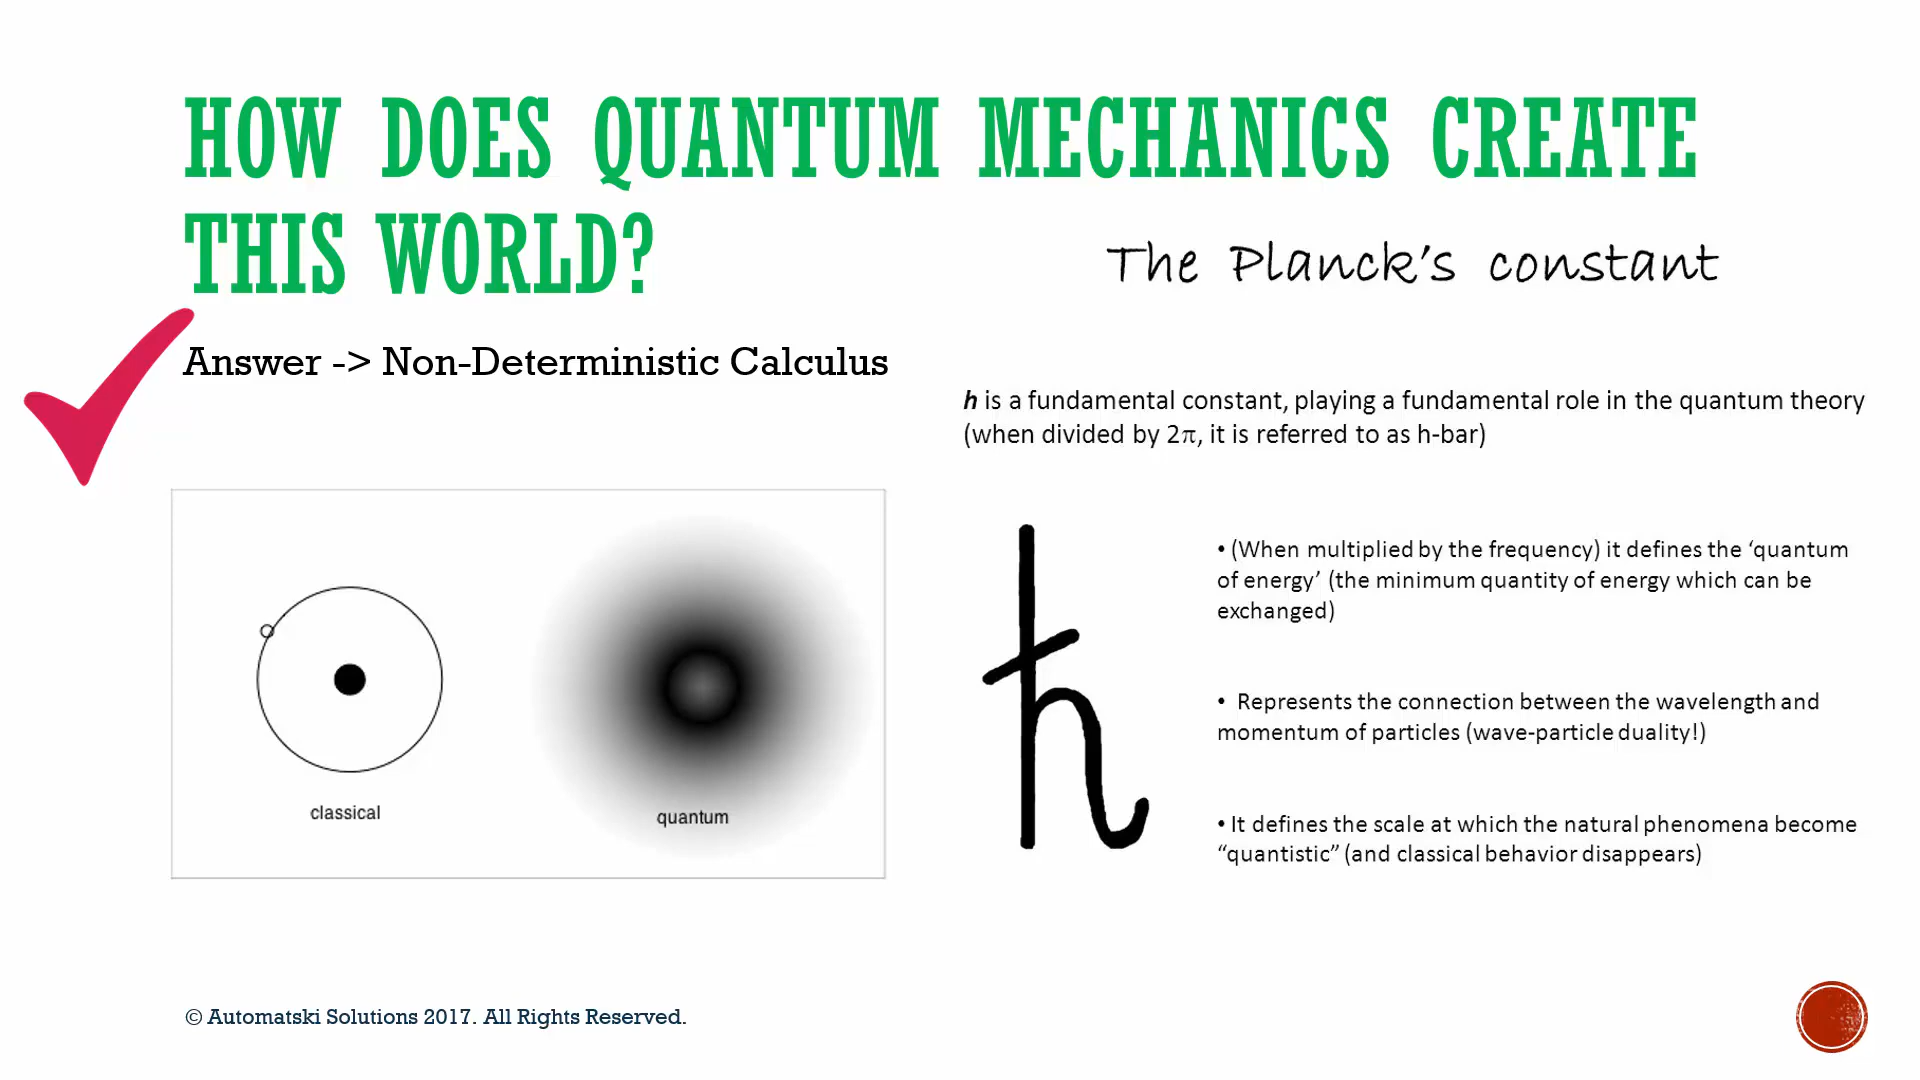 HOW DOES QUANTUM MECHANICS CREATE
THIS WORLD?
The Planck's constant
Answer -> Non-Deterministic Calculus
h is a fundamental constant, playing a fundamental role in the quantum theory
(when divided by 2π, it is referred to as h-bar)
classical
quantum
ħ
• (When multiplied by the frequency) it defines the ‘quantum
of energy’ (the minimum quantity of energy which can be
exchanged)
• Represents the connection between the wavelength and
momentum of particles (wave-particle duality!)
• It defines the scale at which the natural phenomena become
“quantistic” (and classical behavior disappears)
© Automatski Solutions 2017. All Rights Reserved.